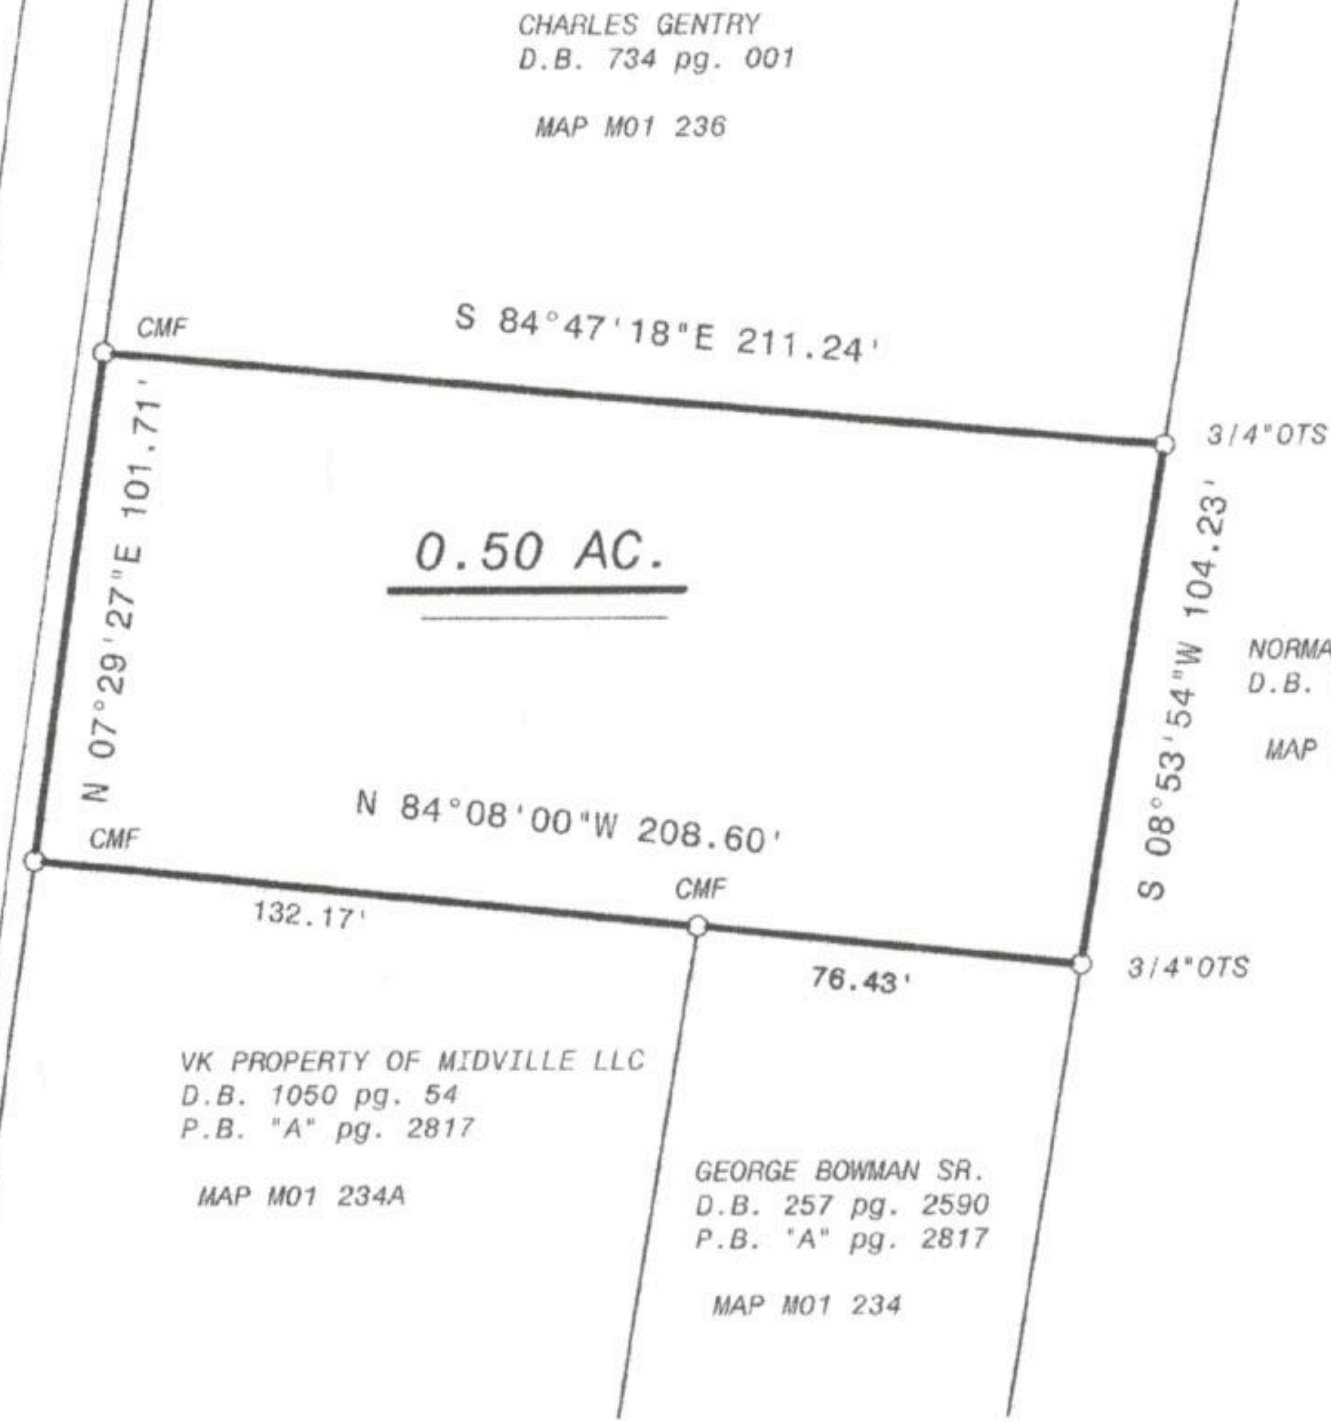 CHARLES GENTRY
D.B. 734 pg. 001
MAP M01 236
CMF
S 84°47'18"E 211.24'
3/4"OTS
N 07°29'27"E 101.71'
0.50 AC.
S 08°53'54"W 104.23'
NORMA
D.B.
MAP
N 84°08'00"W 208.60'
CMF
CMF
132.17'
76.43'
3/4"OTS
VK PROPERTY OF MIDVILLE LLC
D.B. 1050 pg. 54
P.B. "A" pg. 2817
MAP M01 234A
GEORGE BOWMAN SR.
D.B. 257 pg. 2590
P.B. "A" pg. 2817
MAP M01 234